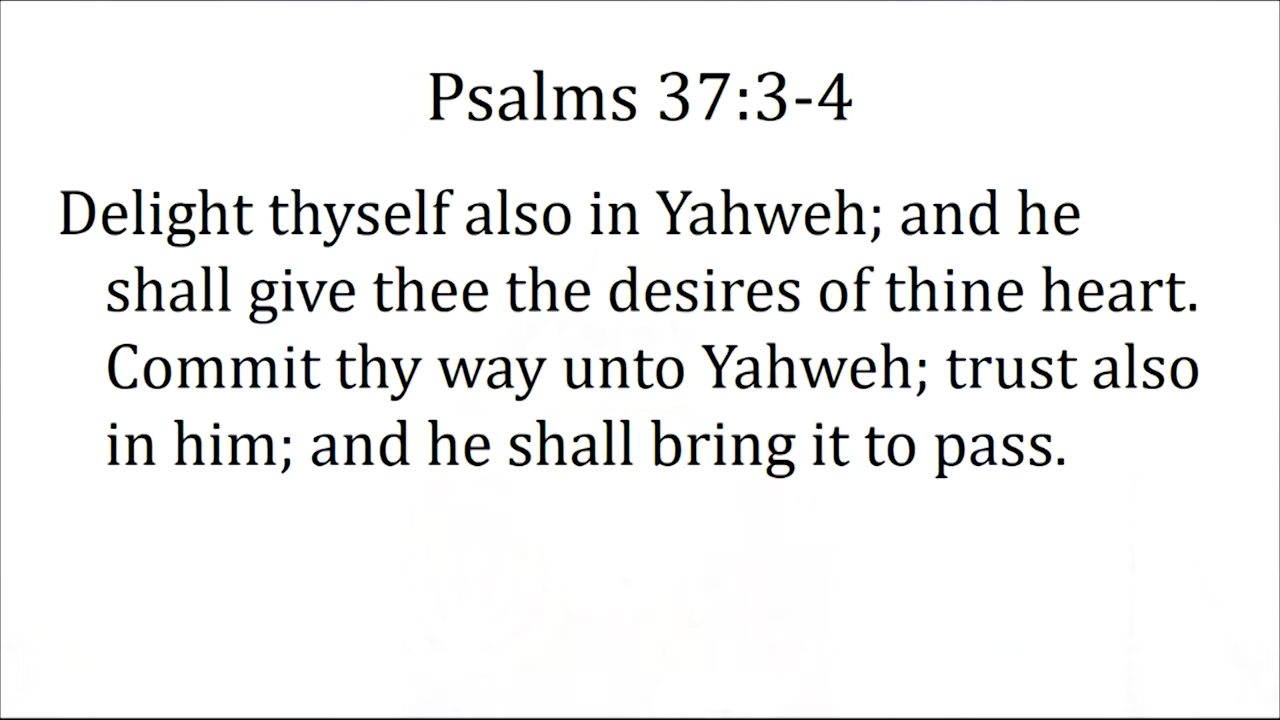 Psalms 37:3-4
Delight thyself also in Yahweh; and he
shall give thee the desires of thine heart.
Commit thy way unto Yahweh; trust also
in him; and he shall bring it to pass.